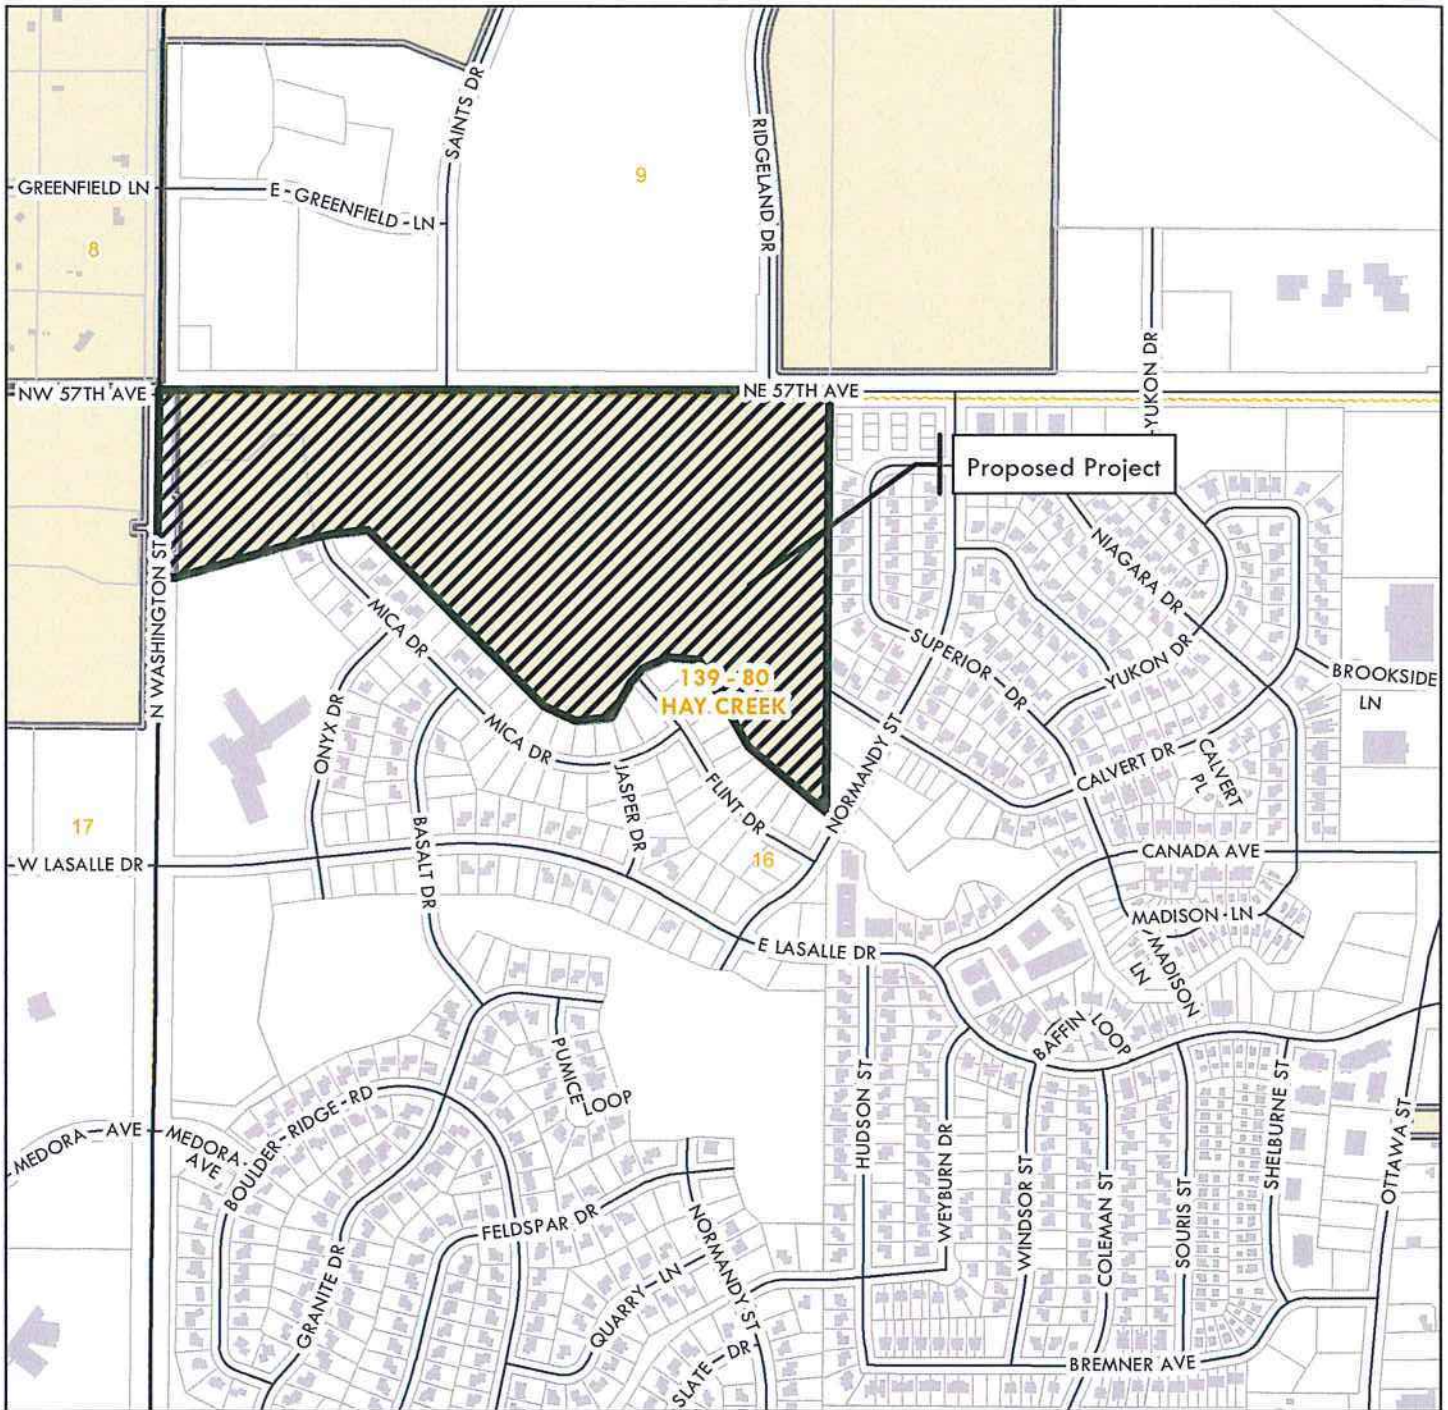 SAINTS DR
RIDGELAND DR
9
GREENFIELD LN
E - GREENFIELD - LN
8
YUKON DR
NW 57TH AVE
NE 57TH AVE
Proposed Project
N WASHINGTON ST
NIAGARA DR
MICA DR
SUPERIOR - DR
YUKON DR
BROOKSIDE
LN
139 - 80
HAY CREEK
ONYX DR
MICA DR
NORMANDY ST
CALVERT DR
CALVERT
PL
JASPER DR
FLINT DR
17
BASALT DR
16
W LASALLE DR
CANADA AVE
MADISON - LN
MADISON
LN
E LASALLE DR
BAFFIN
LOOP
PUMICE
LOOP
HUDSON ST
WEYBURN DR
WINDSOR ST
COLEMAN ST
SOURIS ST
SHELBURNE ST
OTTAWA ST
MEDORA - AVE
MEDORA
AVE
BOULDER - RIDGE - RD
FELDSPAR DR
GRANITE DR
QUARRY - LN
NORMANDY ST
SLATE - DR
BREMNER AVE